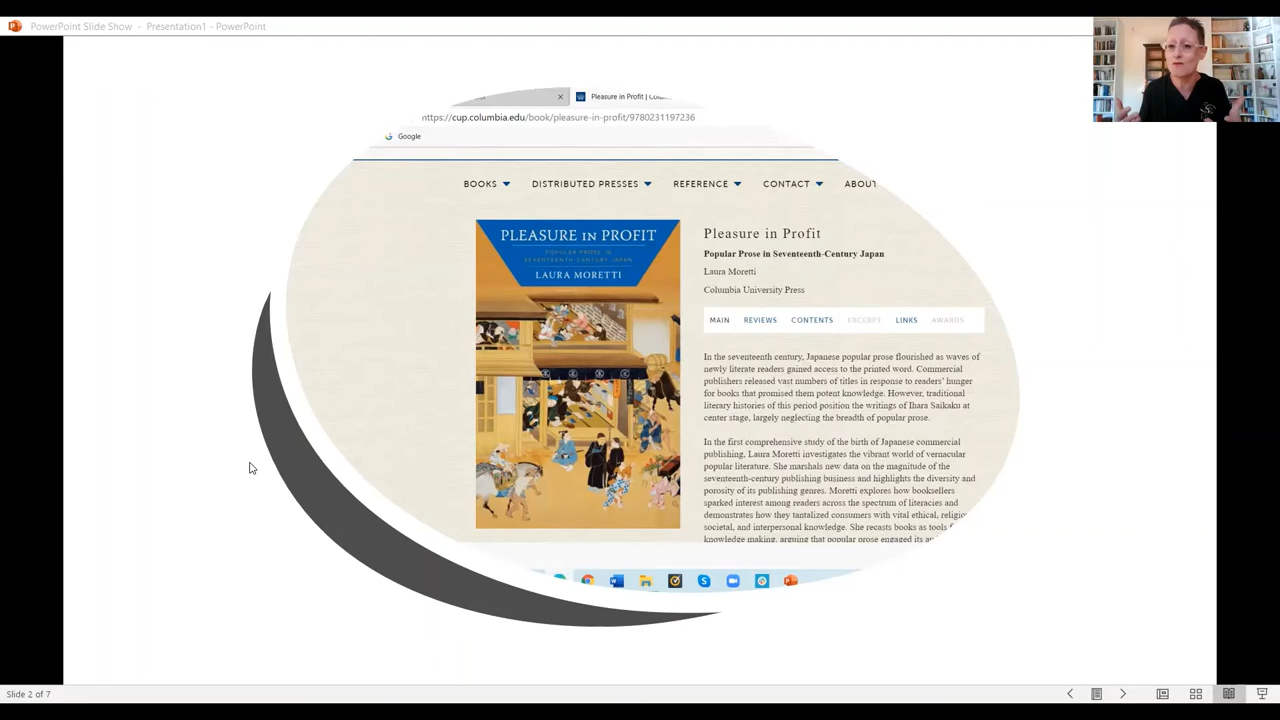 PowerPoint Slide Show - Presentation1 - PowerPoint
Pleasure in Profit |
https://cup.columbia.edu/book/pleasure-in-profit/9780231197236
Google
BOOKS DISTRIBUTED PRESSES REFERENCE CONTACT ABOUT
PLEASURE IN PROFIT
POPULAR PROSE IN
SEVENTEENTH-CENTURY JAPAN
LAURA MORETTI
Pleasure in Profit
Popular Prose in Seventeenth-Century Japan
Laura Moretti
Columbia University Press
MAIN REVIEWS CONTENTS EXCERPT LINKS AWARDS
In the seventeenth century, Japanese popular prose flourished as waves of
newly literate readers gained access to the printed word. Commercial
publishers released vast numbers of titles in response to readers' hunger
for books that promised them potent knowledge. However, traditional
literary histories of this period position the writings of Ihara Saikaku at
center stage, largely neglecting the breadth of popular prose.
In the first comprehensive study of the birth of Japanese commercial
publishing, Laura Moretti investigates the vibrant world of vernacular
popular literature. She marshals new data on the magnitude of the
seventeenth-century publishing business and highlights the diversity and
porosity of its publishing genres. Moretti explores how booksellers
sparked interest among readers across the spectrum of literacies and
demonstrates how they tantalized consumers with vital ethical, religious,
societal, and interpersonal knowledge. She recasts books as tools
knowledge making, arguing that popular prose engaged its
Slide 2 of 7